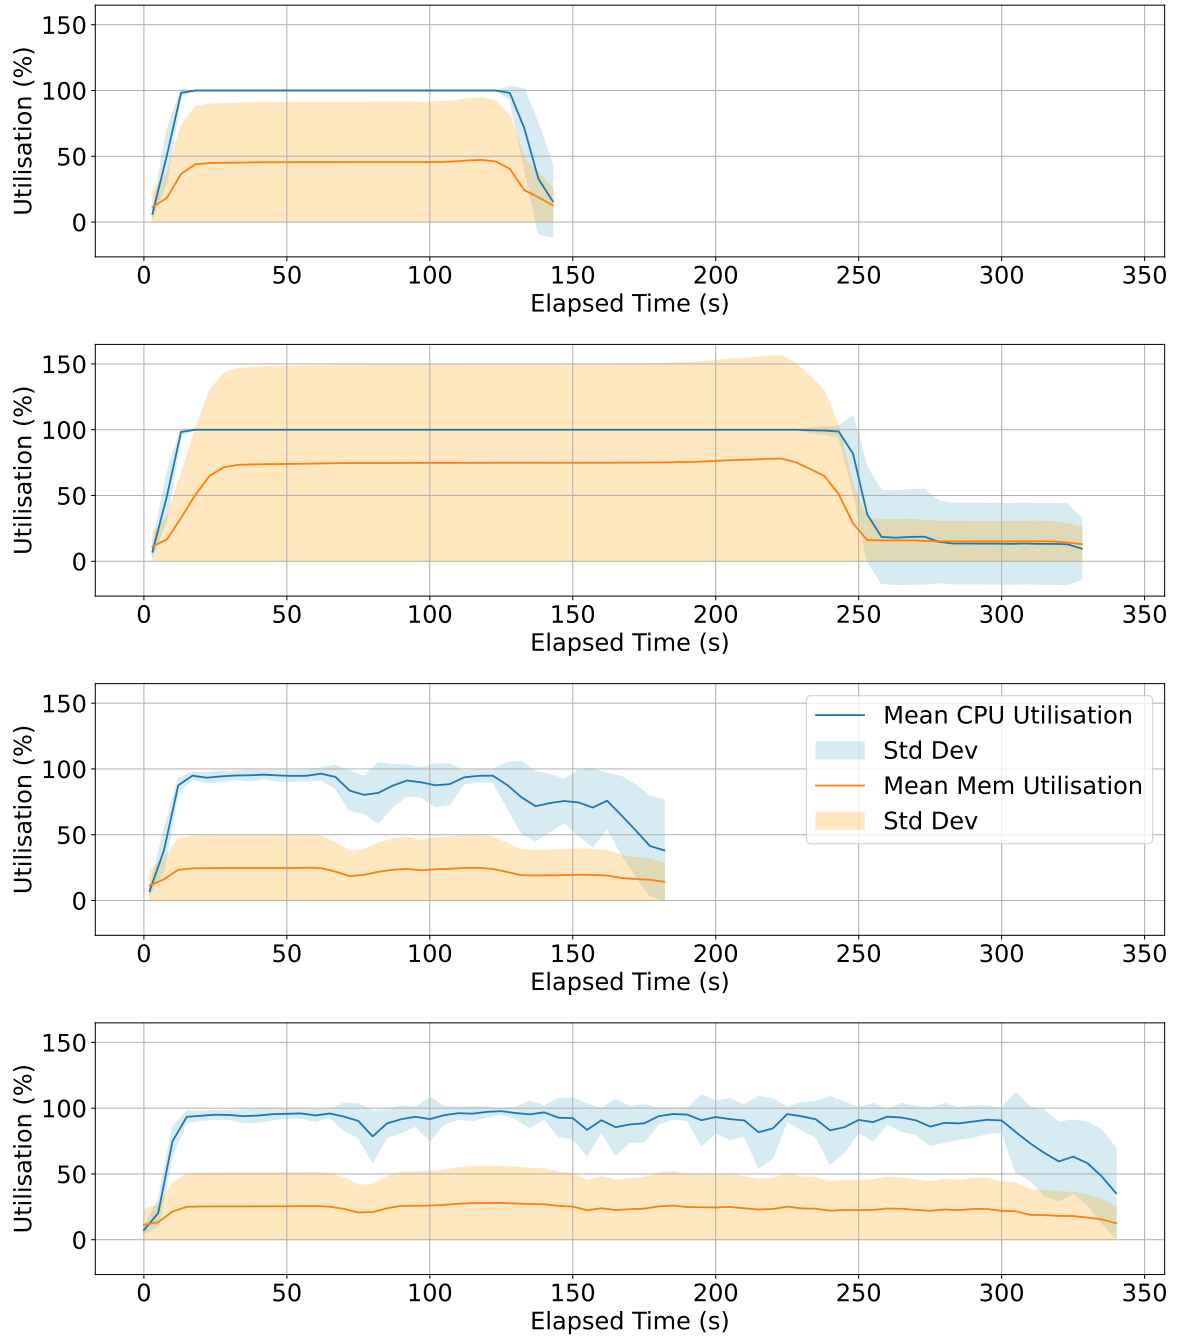 150
100
50
0
Utilisation (%)
0 50 100 150 200 250 300 350
Elapsed Time (s)
150
100
50
0
Utilisation (%)
0 50 100 150 200 250 300 350
Elapsed Time (s)
150
100
50
0
Utilisation (%)
Mean CPU Utilisation
Std Dev
Mean Mem Utilisation
Std Dev
0 50 100 150 200 250 300 350
Elapsed Time (s)
150
100
50
0
Utilisation (%)
0 50 100 150 200 250 300 350
Elapsed Time (s)